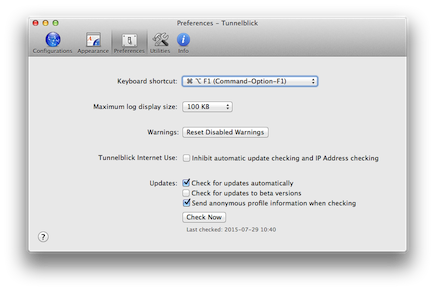 Preferences – Tunnelblick
Configurations Appearance Preferences Utilities Info
Keyboard shortcut: ⌘ ⌥ F1 (Command-Option-F1)
Maximum log display size: 100 KB
Warnings: Reset Disabled Warnings
Tunnelblick Internet Use: Inhibit automatic update checking and IP Address checking
Updates: Check for updates automatically
Check for updates to beta versions
Send anonymous profile information when checking
Check Now
Last checked: 2015-07-29 10:40
?